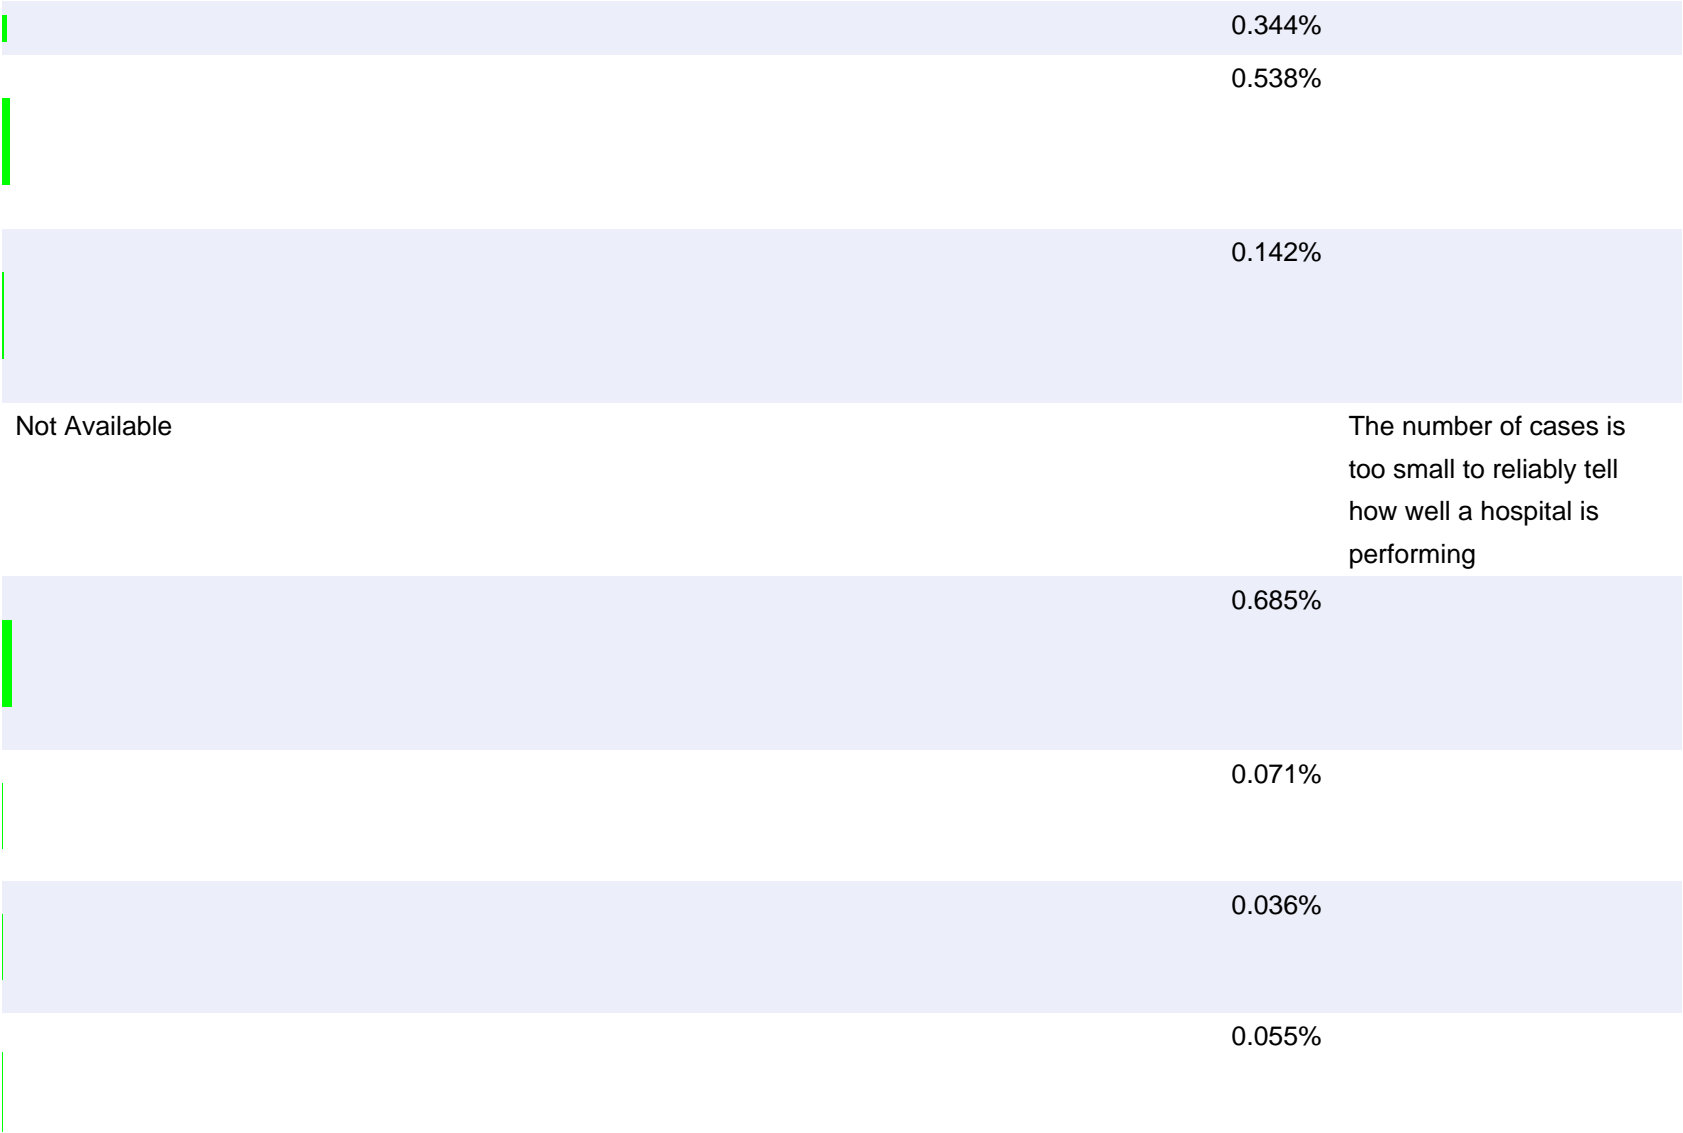 0.344%
0.538%
0.142%
Not Available
The number of cases is
too small to reliably tell
how well a hospital is
performing
0.685%
0.071%
0.036%
0.055%